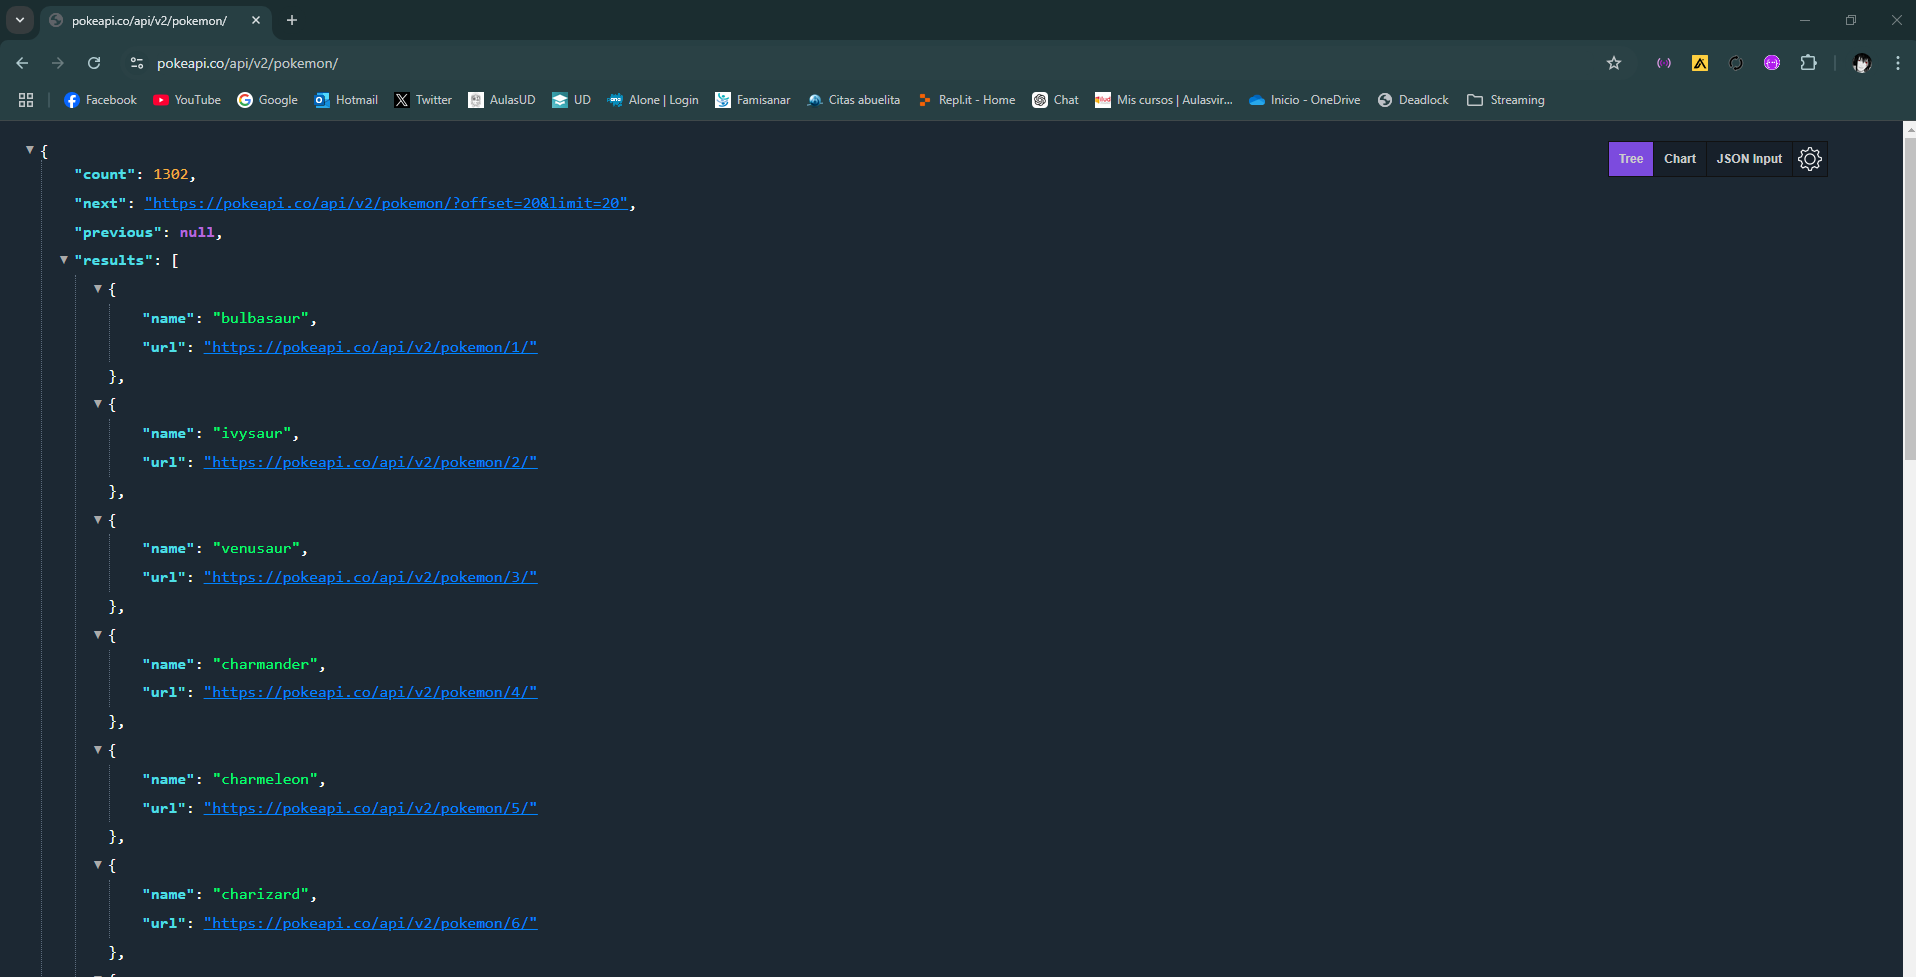 pokeapi.co/api/v2/pokemon/
pokeapi.co/api/v2/pokemon/
Facebook YouTube Google Hotmail Twitter AulasUD UD Alone | Login Famisanar Citas abuelita Repl.it - Home Chat Mis cursos | Aulasvir... Inicio - OneDrive Deadlock Streaming
Tree Chart JSON Input
{
"count": 1302,
"next": "https://pokeapi.co/api/v2/pokemon/?offset=20&limit=20",
"previous": null,
"results": [
{
"name": "bulbasaur",
"url": "https://pokeapi.co/api/v2/pokemon/1/"
},
{
"name": "ivysaur",
"url": "https://pokeapi.co/api/v2/pokemon/2/"
},
{
"name": "venusaur",
"url": "https://pokeapi.co/api/v2/pokemon/3/"
},
{
"name": "charmander",
"url": "https://pokeapi.co/api/v2/pokemon/4/"
},
{
"name": "charmeleon",
"url": "https://pokeapi.co/api/v2/pokemon/5/"
},
{
"name": "charizard",
"url": "https://pokeapi.co/api/v2/pokemon/6/"
},